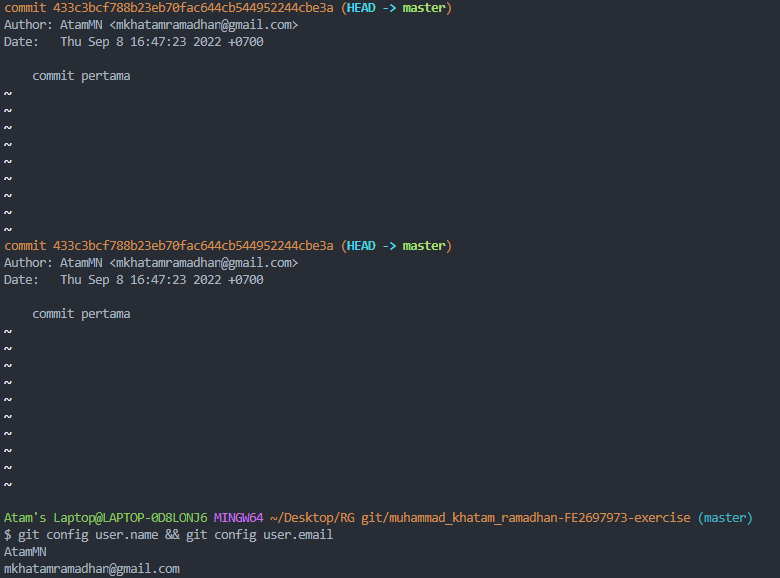 commit 433c3bcf788b23eb70fac644cb544952244cbe3a (HEAD -> master)
Author: AtamMN <mkhatamramadhan@gmail.com>
Date:   Thu Sep 8 16:47:23 2022 +0700
    commit pertama
~
~
~
~
~
~
~
~
~
commit 433c3bcf788b23eb70fac644cb544952244cbe3a (HEAD -> master)
Author: AtamMN <mkhatamramadhan@gmail.com>
Date:   Thu Sep 8 16:47:23 2022 +0700
    commit pertama
~
~
~
~
~
~
~
~
~
~
Atam's Laptop@LAPTOP-0D8LONJ6 MINGW64 ~/Desktop/RG git/muhammad_khatam_ramadhan-FE2697973-exercise (master)
$ git config user.name && git config user.email
AtamMN
mkhatamramadhan@gmail.com